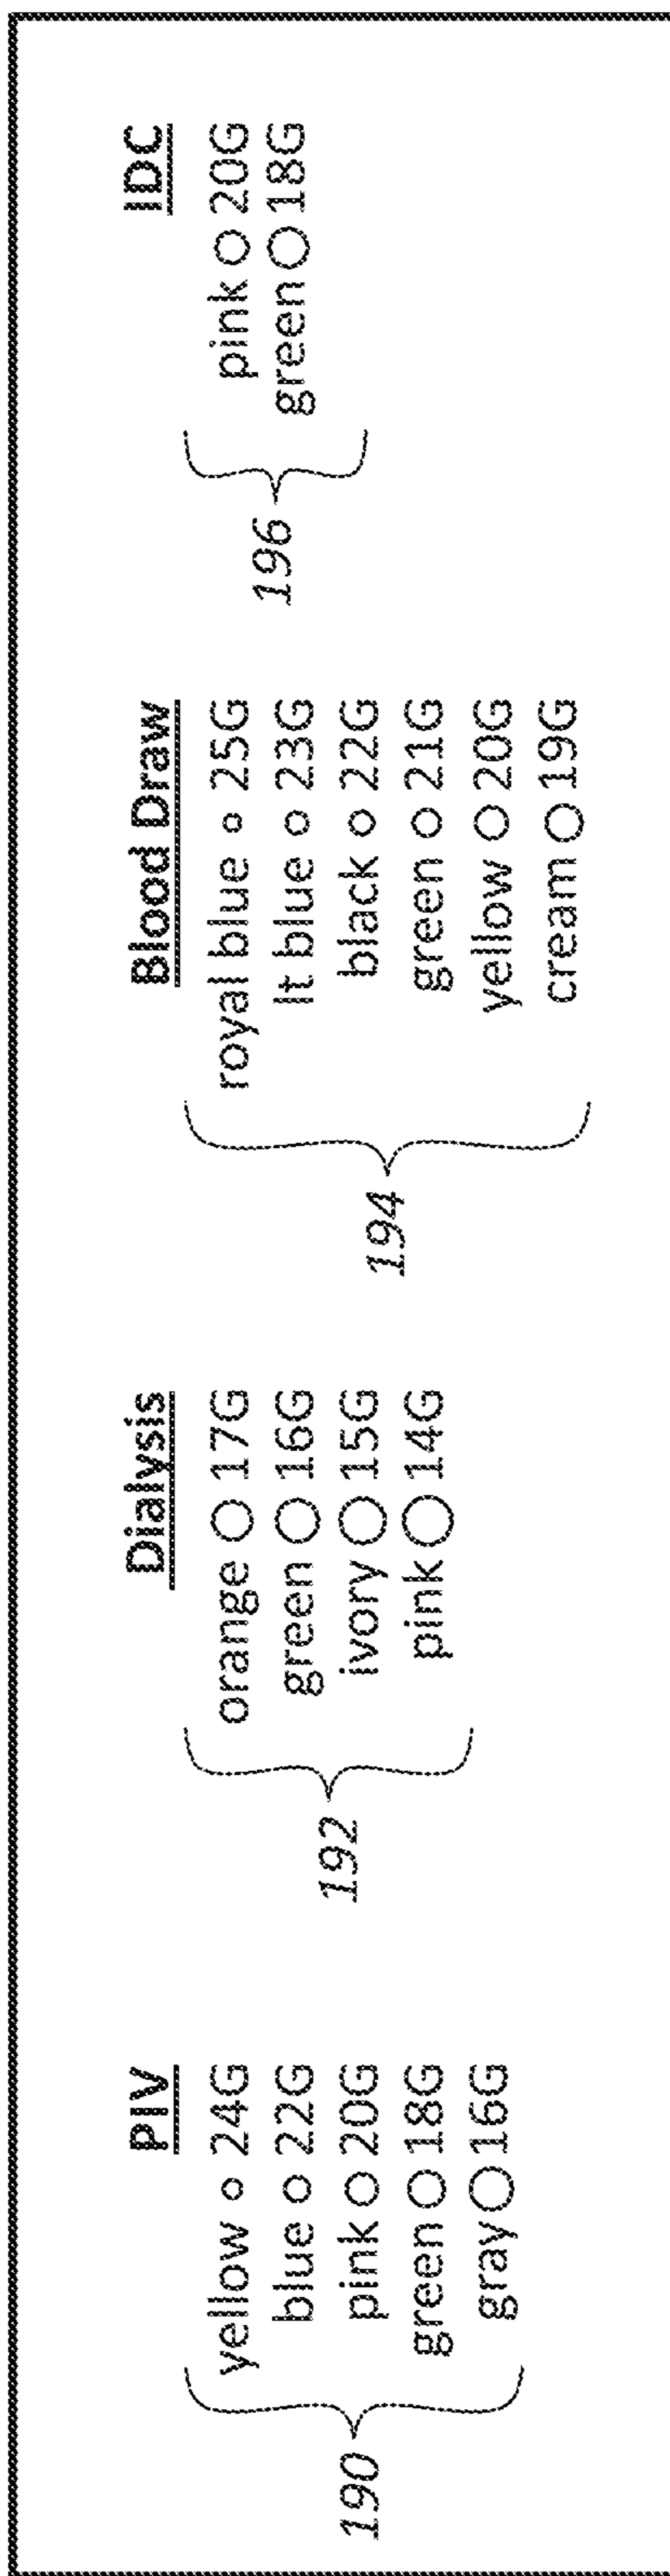 PIV
yellow 24G
blue 22G
pink 20G
green 18G
gray 16G
190
Dialysis
orange 17G
green 16G
ivory 15G
pink 14G
192
Blood Draw
royal blue 25G
lt blue 23G
black 22G
green 21G
yellow 20G
cream 19G
194
IDC
pink 20G
green 18G
196